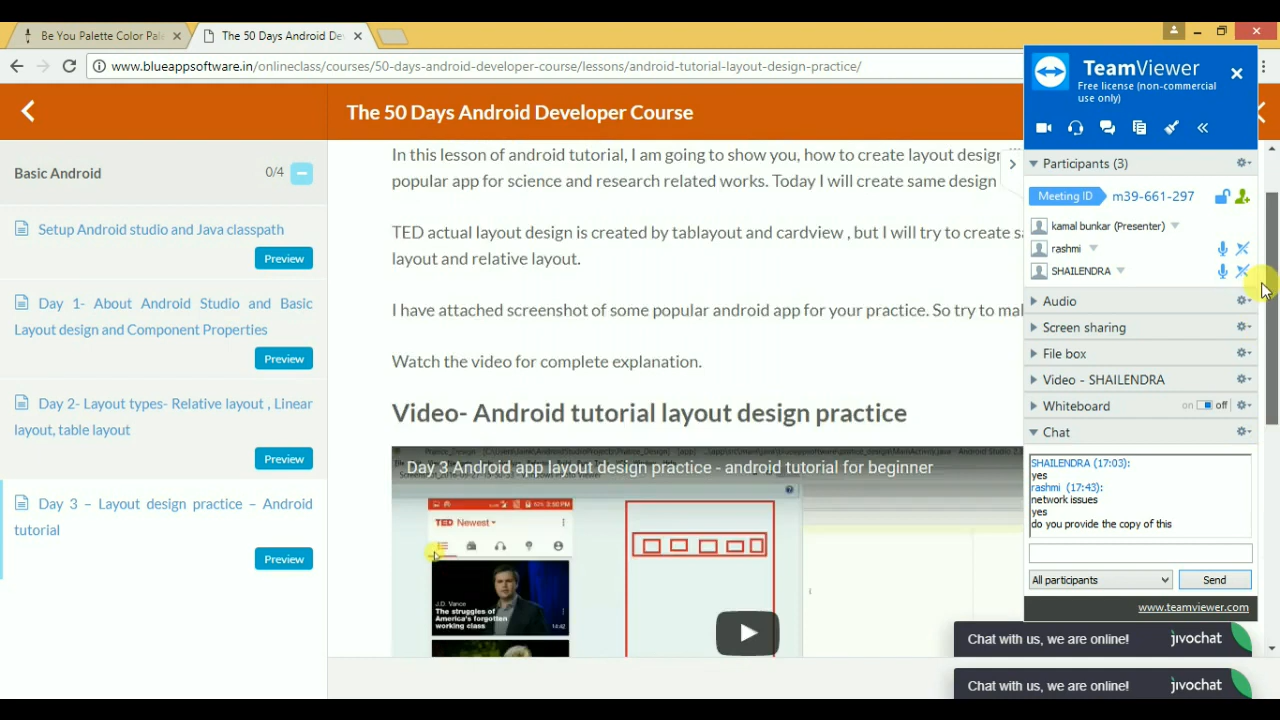 Be You Palette Color Pal
The 50 Days Android De
www.blueappsoftware.in/onlineclass/courses/50-days-android-developer-course/lessons/android-tutorial-layout-design-practice/
The 50 Days Android Developer Course
Basic Android
0/4
Setup Android studio and Java classpath
Preview
Day 1- About Android Studio and Basic
Layout design and Component Properties
Preview
Day 2- Layout types- Relative layout , Linear
layout, table layout
Preview
Day 3 – Layout design practice – Android
tutorial
Preview
In this lesson of android tutorial, I am going to show you, how to create layout design
popular app for science and research related works. Today I will create same design
TED actual layout design is created by tablayout and cardview , but I will try to create sa
layout and relative layout.
I have attached screenshot of some popular android app for your practice. So try to mal
Watch the video for complete explanation.
Video- Android tutorial layout design practice
Day 3 Android app layout design practice - android tutorial for beginner
TED Newest
J.D. Vance
The struggles of
America's forgotten
working class
14:42
TeamViewer
Free license (non-commercial
use only)
Participants (3)
Meeting ID
m39-661-297
kamal bunkar (Presenter)
rashmi
SHAILENDRA
Audio
Screen sharing
File box
Video - SHAILENDRA
Whiteboard
on off
Chat
SHAILENDRA (17:03):
yes
rashmi (17:43):
network issues
yes
do you provide the copy of this
All participants
Send
www.teamviewer.com
Chat with us, we are online! jivochat
Chat with us, we are online! jivochat